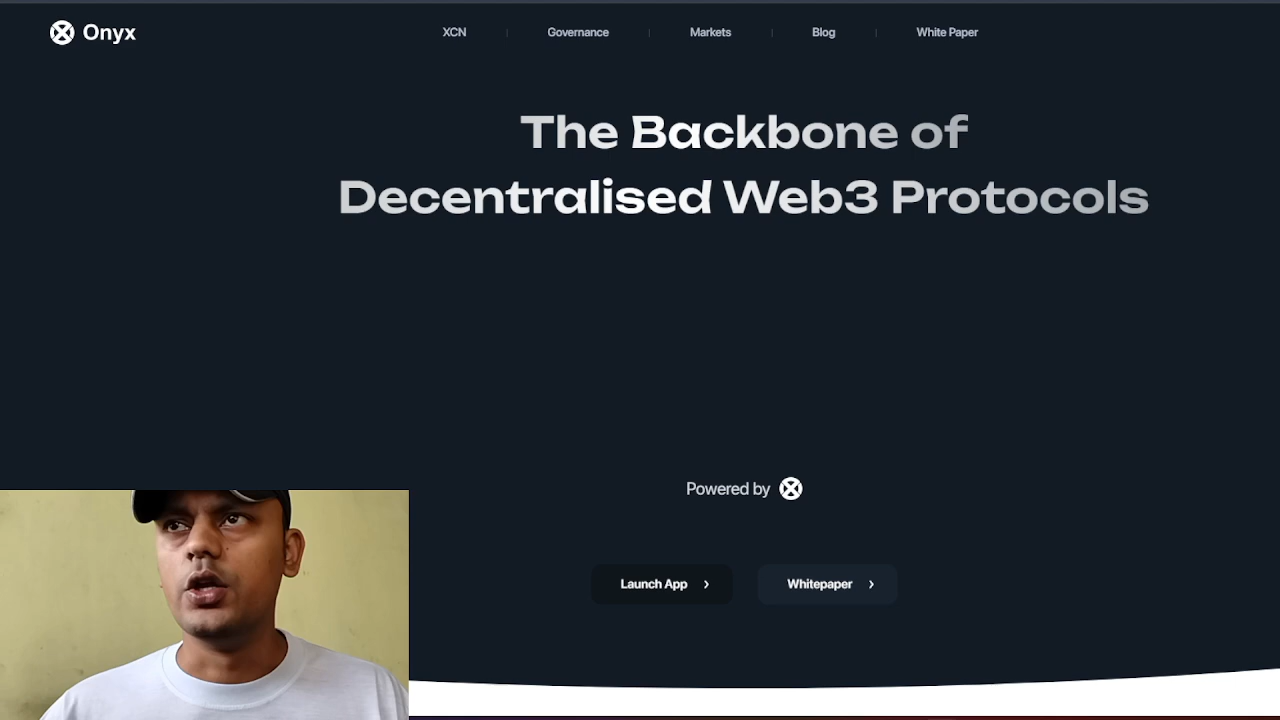 Onyx
XCN
Governance
Markets
Blog
White Paper
The Backbone of
Decentralised Web3 Protocols
Powered by
Launch App
Whitepaper